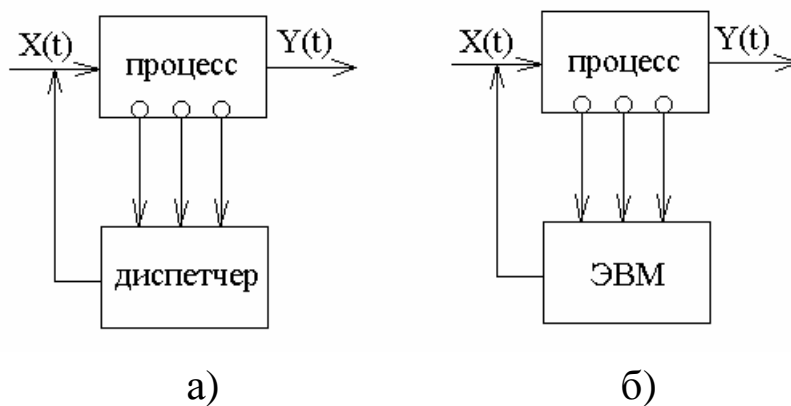 X(t)
процесс
Y(t)
диспетчер
а)
X(t)
процесс
Y(t)
ЭВМ
б)